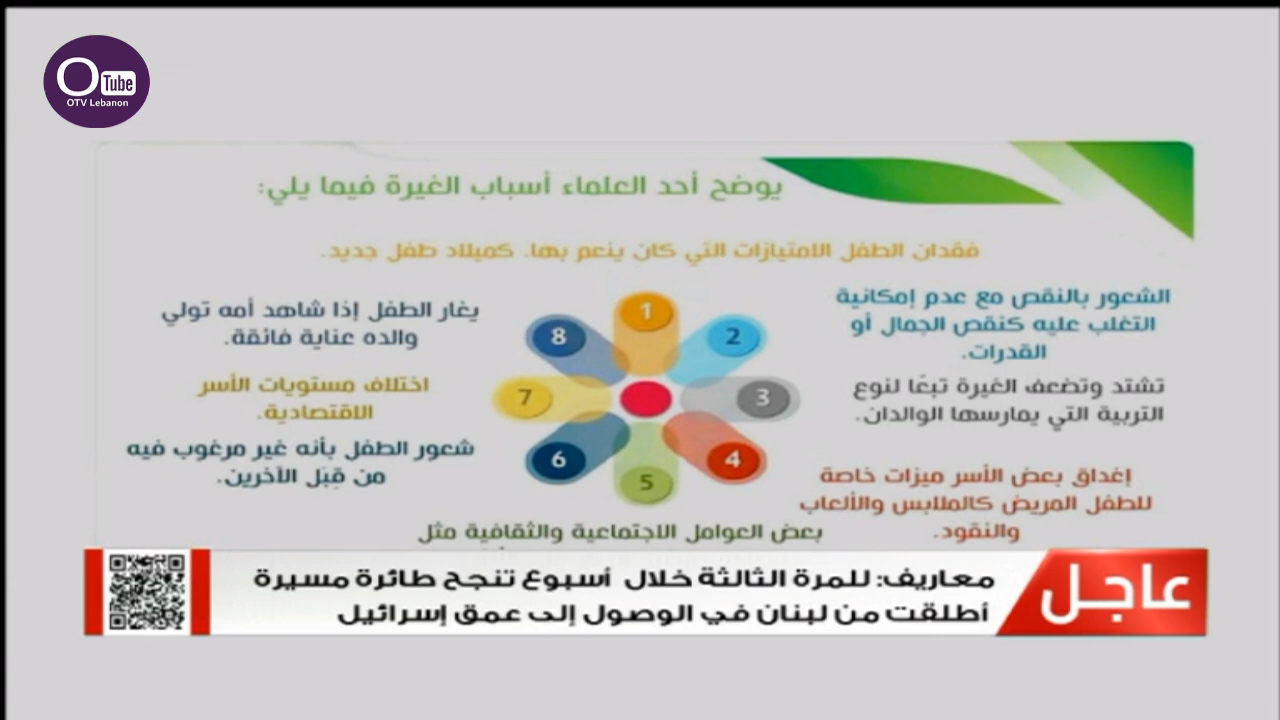 O Tube
OTV Lebanon
يوضح أحد العلماء أسباب الغيرة فيما يلي:
فقدان الطفل الامتيازات التي كان ينعم بها. كميلاد طفل جديد.
1
الشعور بالنقص مع عدم إمكانية
التغلب عليه كنقص الجمال أو
القدرات.
2
تشتد وتضعف الغيرة تبعًا لنوع
التربية التي يمارسها الوالدان.
3
إغداق بعض الأسر ميزات خاصة
للطفل المريض كالملابس والألعاب
والنقود.
4
5
بعض العوامل الاجتماعية والثقافية مثل
6
شعور الطفل بأنه غير مرغوب فيه
من قِبَل الآخرين.
7
اختلاف مستويات الأسر
الاقتصادية.
8
يغار الطفل إذا شاهد أمه تولي
والده عناية فائقة.
عاجل
معاريف: للمرة الثالثة خلال أسبوع تنجح طائرة مسيرة
أطلقت من لبنان في الوصول إلى عمق إسرائيل